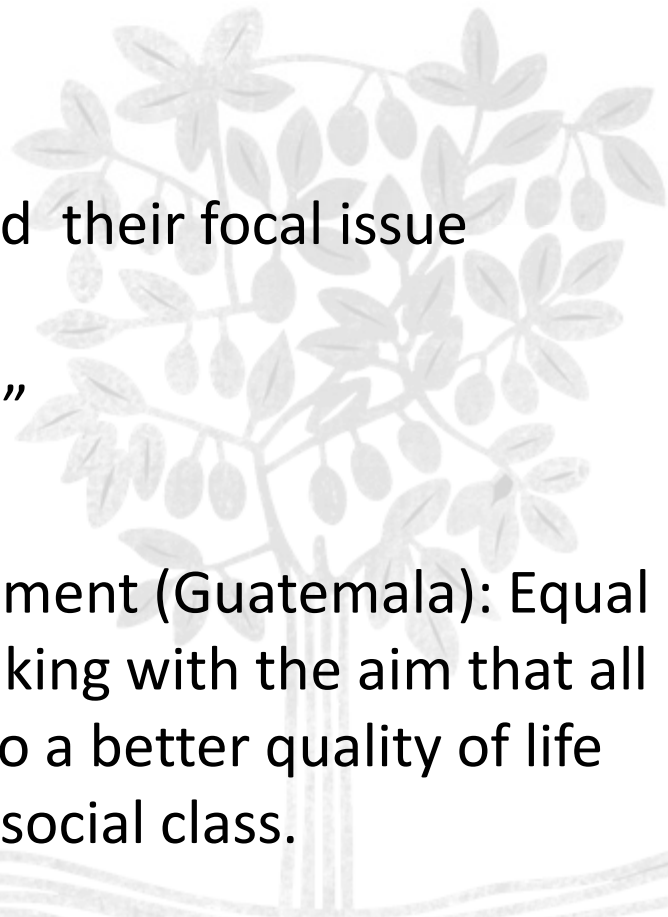 d their focal issue
”
ment (Guatemala): Equal
king with the aim that all
o a better quality of life
social class.